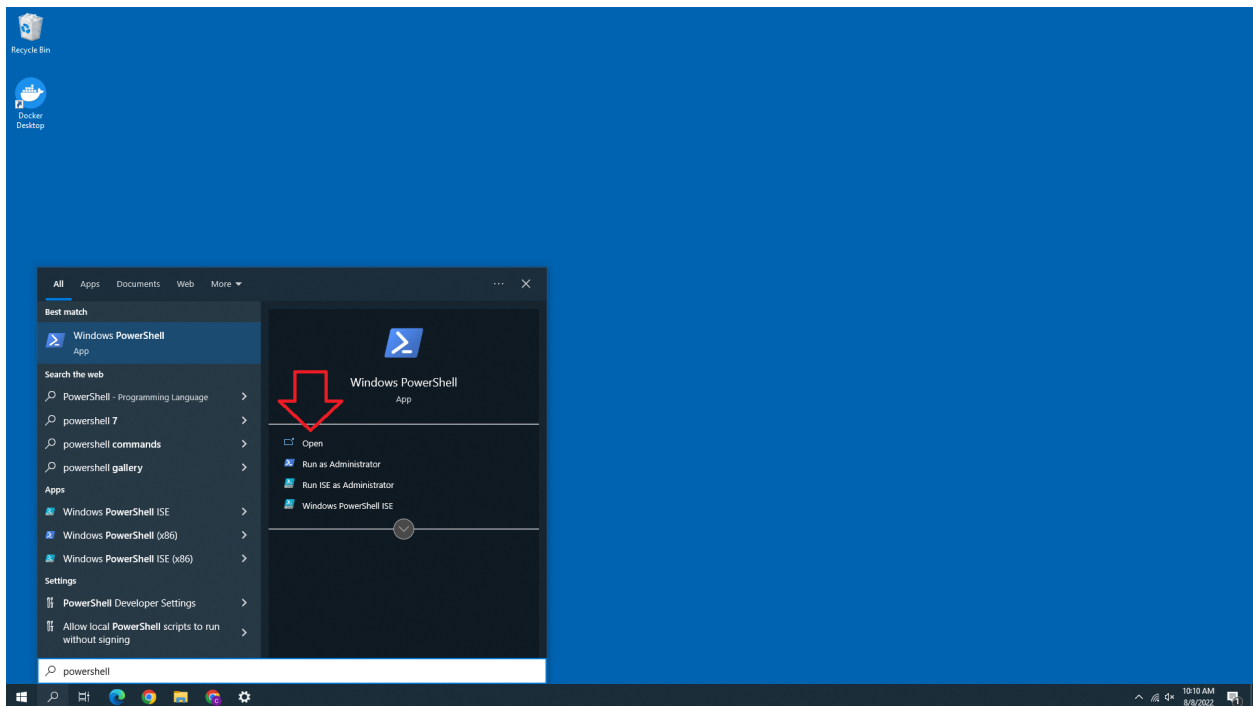 Recycle Bin
Docker
Desktop
All Apps Documents Web More
Best match
Windows PowerShell
App
Search the web
PowerShell - Programming Language
powershell 7
powershell commands
powershell gallery
Apps
Windows PowerShell ISE
Windows PowerShell (x86)
Windows PowerShell ISE (x86)
Settings
PowerShell Developer Settings
Allow local PowerShell scripts to run
without signing
Windows PowerShell
App
Open
Run as Administrator
Run ISE as Administrator
Windows PowerShell ISE
powershell
10:10 AM
8/8/2022